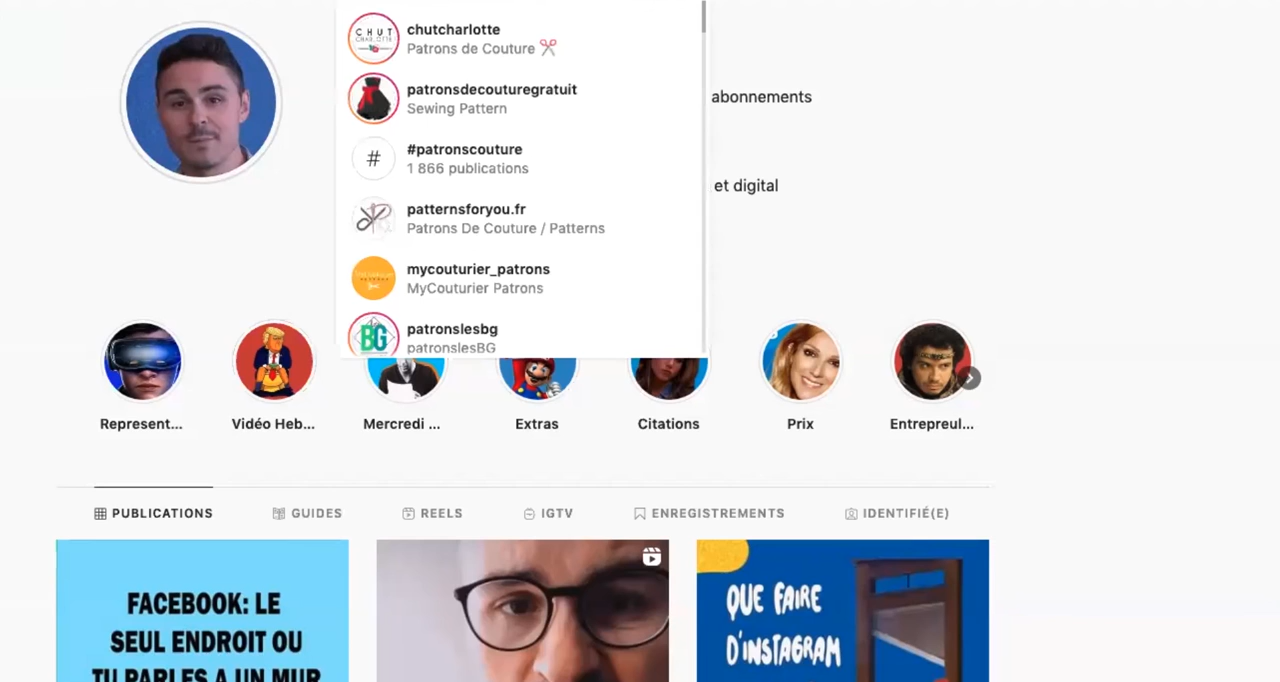 CHUT
CHARLOTTE
chutcharlotte
Patrons de Couture
patronsdecouturegratuit
Sewing Pattern
abonnements
#
#patronscouture
1 866 publications
et digital
patternsforyou.fr
Patrons De Couture / Patterns
mycouturier_patrons
MyCouturier Patrons
BG
patronslesbg
patronslesBG
Represent...
Vidéo Heb...
Mercredi ...
Extras
Citations
Prix
Entrepreul...
PUBLICATIONS
GUIDES
REELS
IGTV
ENREGISTREMENTS
IDENTIFIÉ(E)
FACEBOOK: LE
SEUL ENDROIT OU
TU PARLES A UN MUR
QUE FAIRE
D'INSTAGRAM